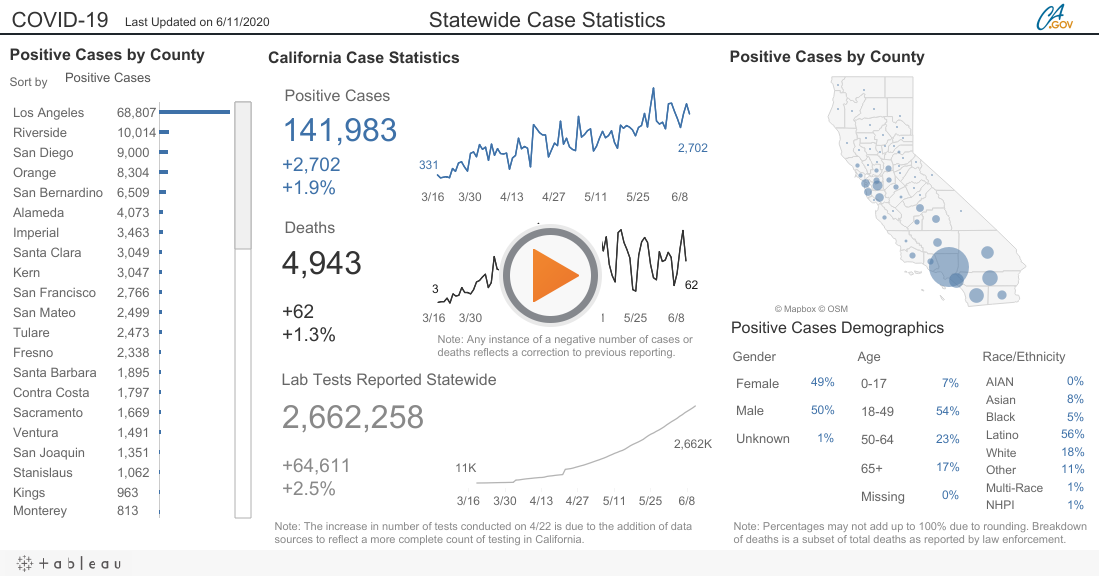 COVID-19 Last Updated on 6/11/2020 Statewide Case Statistics CA.GOV
Positive Cases by County
Sort by Positive Cases
Los Angeles 68,807
Riverside 10,014
San Diego 9,000
Orange 8,304
San Bernardino 6,509
Alameda 4,073
Imperial 3,463
Santa Clara 3,049
Kern 3,047
San Francisco 2,766
San Mateo 2,499
Tulare 2,473
Fresno 2,338
Santa Barbara 1,895
Contra Costa 1,797
Sacramento 1,669
Ventura 1,491
San Joaquin 1,351
Stanislaus 1,062
Kings 963
Monterey 813
California Case Statistics
Positive Cases
141,983
+2,702
+1.9%
331
2,702
3/16 3/30 4/13 4/27 5/11 5/25 6/8
Deaths
4,943
+62
+1.3%
3
62
3/16 3/30 5/25 6/8
Note: Any instance of a negative number of cases or
deaths reflects a correction to previous reporting.
Lab Tests Reported Statewide
2,662,258
+64,611
+2.5%
11K
2,662K
3/16 3/30 4/13 4/27 5/11 5/25 6/8
Note: The increase in number of tests conducted on 4/22 is due to the addition of data
sources to reflect a more complete count of testing in California.
Positive Cases by County
© Mapbox © OSM
Positive Cases Demographics
Gender
Female 49%
Male 50%
Unknown 1%
Age
0-17 7%
18-49 54%
50-64 23%
65+ 17%
Missing 0%
Race/Ethnicity
AIAN 0%
Asian 8%
Black 5%
Latino 56%
White 18%
Other 11%
Multi-Race 1%
NHPI 1%
Note: Percentages may not add up to 100% due to rounding. Breakdown
of deaths is a subset of total deaths as reported by law enforcement.
+ a b l e a u